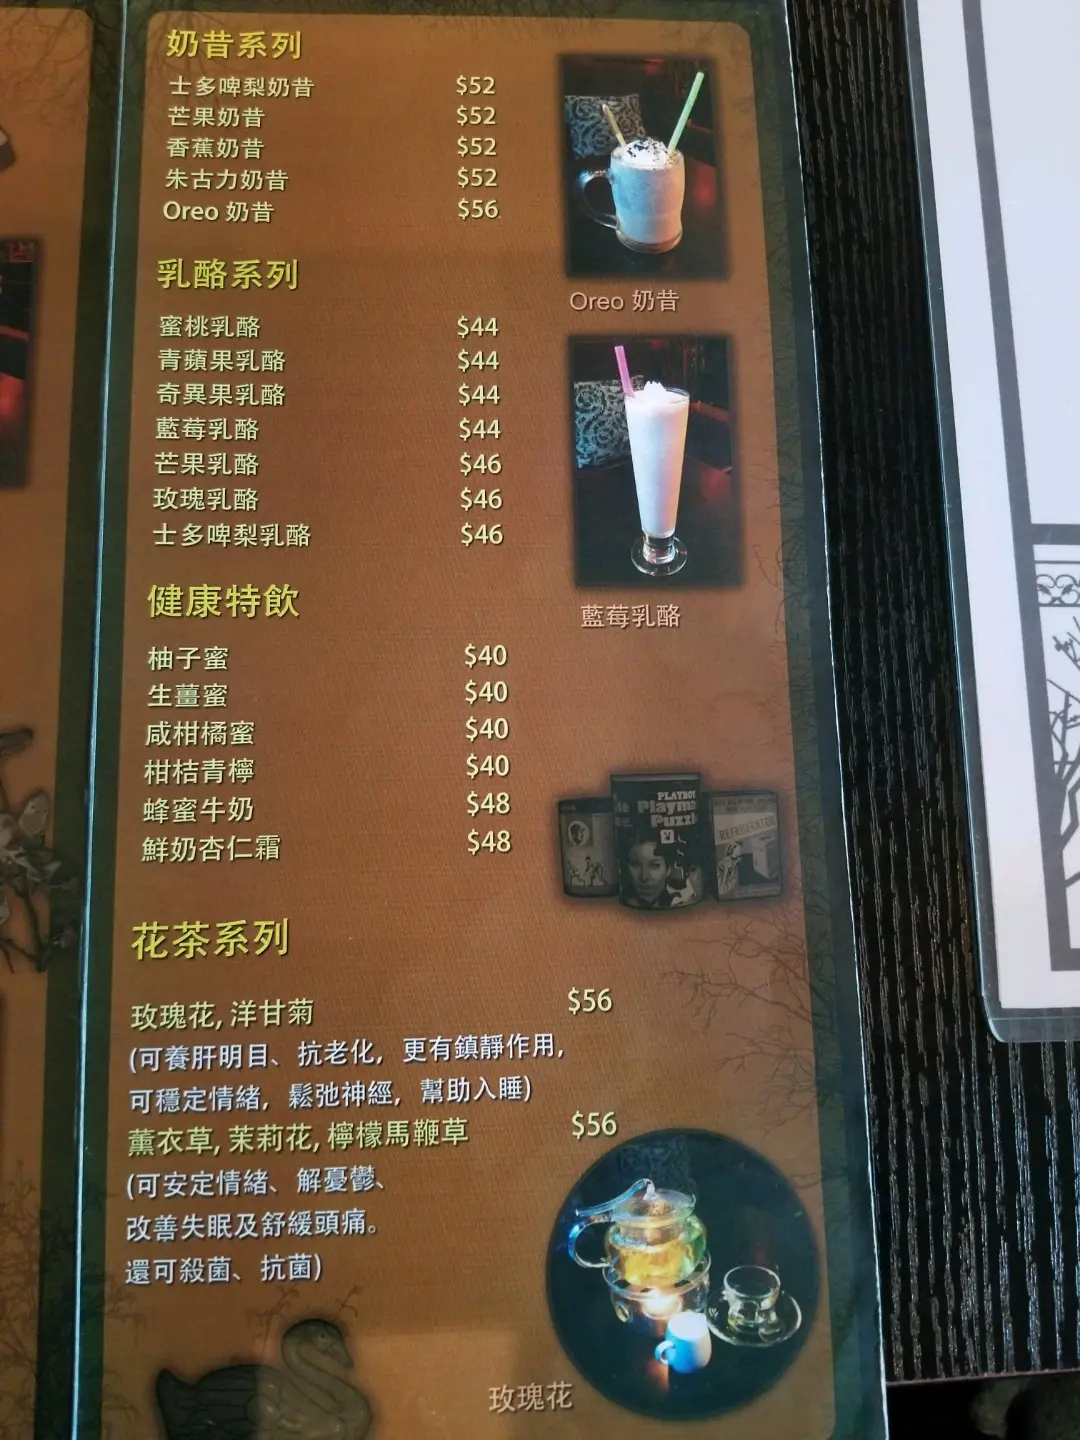 奶昔系列
士多啤梨奶昔 $52
芒果奶昔 $52
香蕉奶昔 $52
朱古力奶昔 $52
Oreo 奶昔 $56
Oreo 奶昔
乳酪系列
蜜桃乳酪 $44
青蘋果乳酪 $44
奇異果乳酪 $44
藍莓乳酪 $44
芒果乳酪 $46
玫瑰乳酪 $46
士多啤梨乳酪 $46
藍莓乳酪
健康特飲
柚子蜜 $40
生薑蜜 $40
咸柑橘蜜 $40
柑桔青檸 $40
蜂蜜牛奶 $48
鮮奶杏仁霜 $48
PLAYBOY
Playma
Puzzl
REFRIGERATOR
花茶系列
玫瑰花, 洋甘菊 $56
(可養肝明目、抗老化, 更有鎮靜作用,
可穩定情緒, 鬆弛神經, 幫助入睡)
薰衣草, 茉莉花, 檸檬馬鞭草 $56
(可安定情緒、解憂鬱、
改善失眠及舒緩頭痛。
還可殺菌、抗菌)
玫瑰花